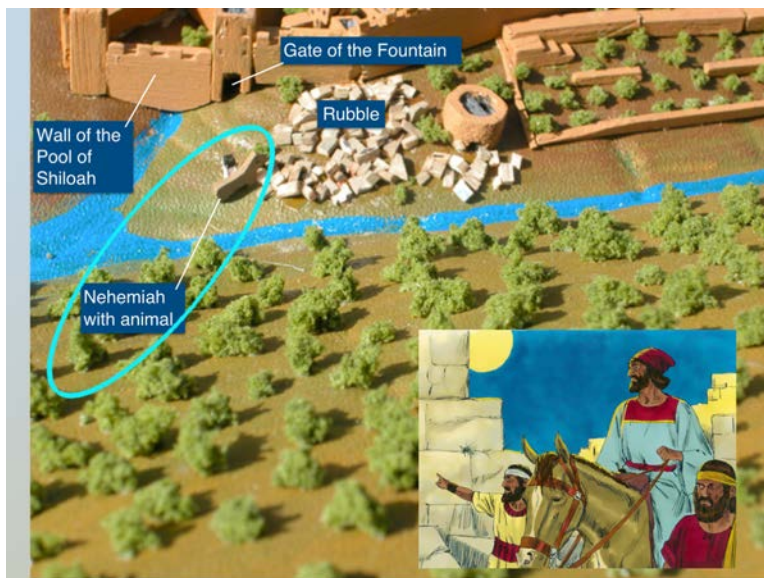 Gate of the Fountain
Rubble
Wall of the
Pool of
Shiloah
Nehemiah
with animal